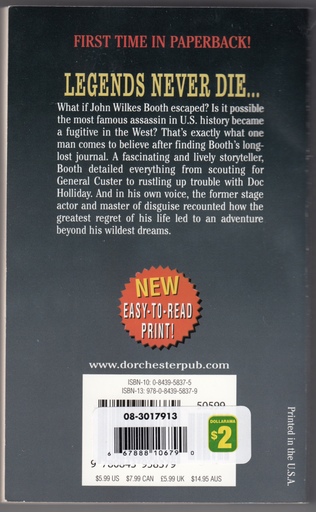 FIRST TIME IN PAPERBACK!
LEGENDS NEVER DIE...
What if John Wilkes Booth escaped? Is it possible
the most famous assassin in U.S. history became
a fugitive in the West? That's exactly what one
man comes to believe after finding Booth's long-
lost journal. A fascinating and lively storyteller,
Booth detailed everything from scouting for
General Custer to rustling up trouble with Doc
Holliday. And in his own voice, the former stage
actor and master of disguise recounted how the
greatest regret of his life led to an adventure
beyond his wildest dreams.
NEW
EASY-TO-READ
PRINT!
www.dorchesterpub.com
ISBN-10: 0-8439-5837-5
ISBN-13: 978-0-8439-5837-9
50599
08-3017913
DOLLARAMA
$2
6 67888 10679 0
$5.99 US $7.99 CAN £5.99 UK $14.95 AUS
Printed in the U.S.A.